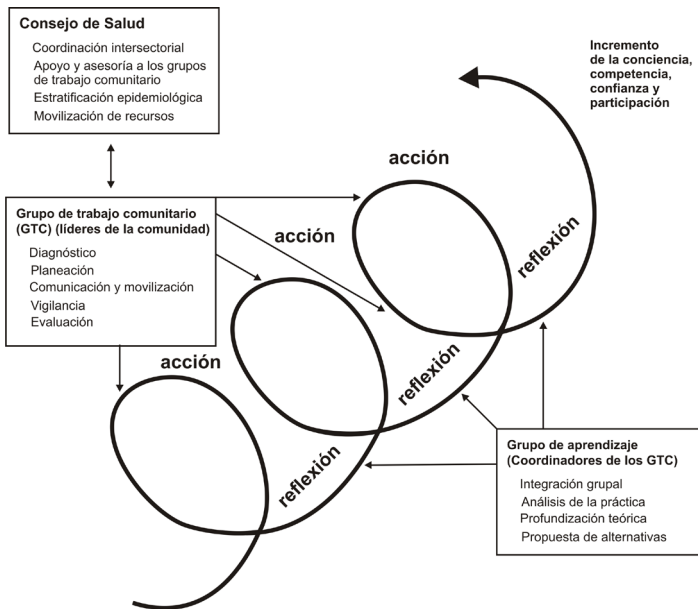 Consejo de Salud
Coordinación intersectorial
Apoyo y asesoría a los grupos
de trabajo comunitario
Estratificación epidemiológica
Movilización de recursos
Incremento
de la conciencia,
competencia,
confianza y
participación
Grupo de trabajo comunitario
(GTC) (líderes de la comunidad)
Diagnóstico
Planeación
Comunicación y movilización
Vigilancia
Evaluación
acción
acción
acción
reflexión
reflexión
reflexión
Grupo de aprendizaje
(Coordinadores de los GTC)
Integración grupal
Análisis de la práctica
Profundización teórica
Propuesta de alternativas